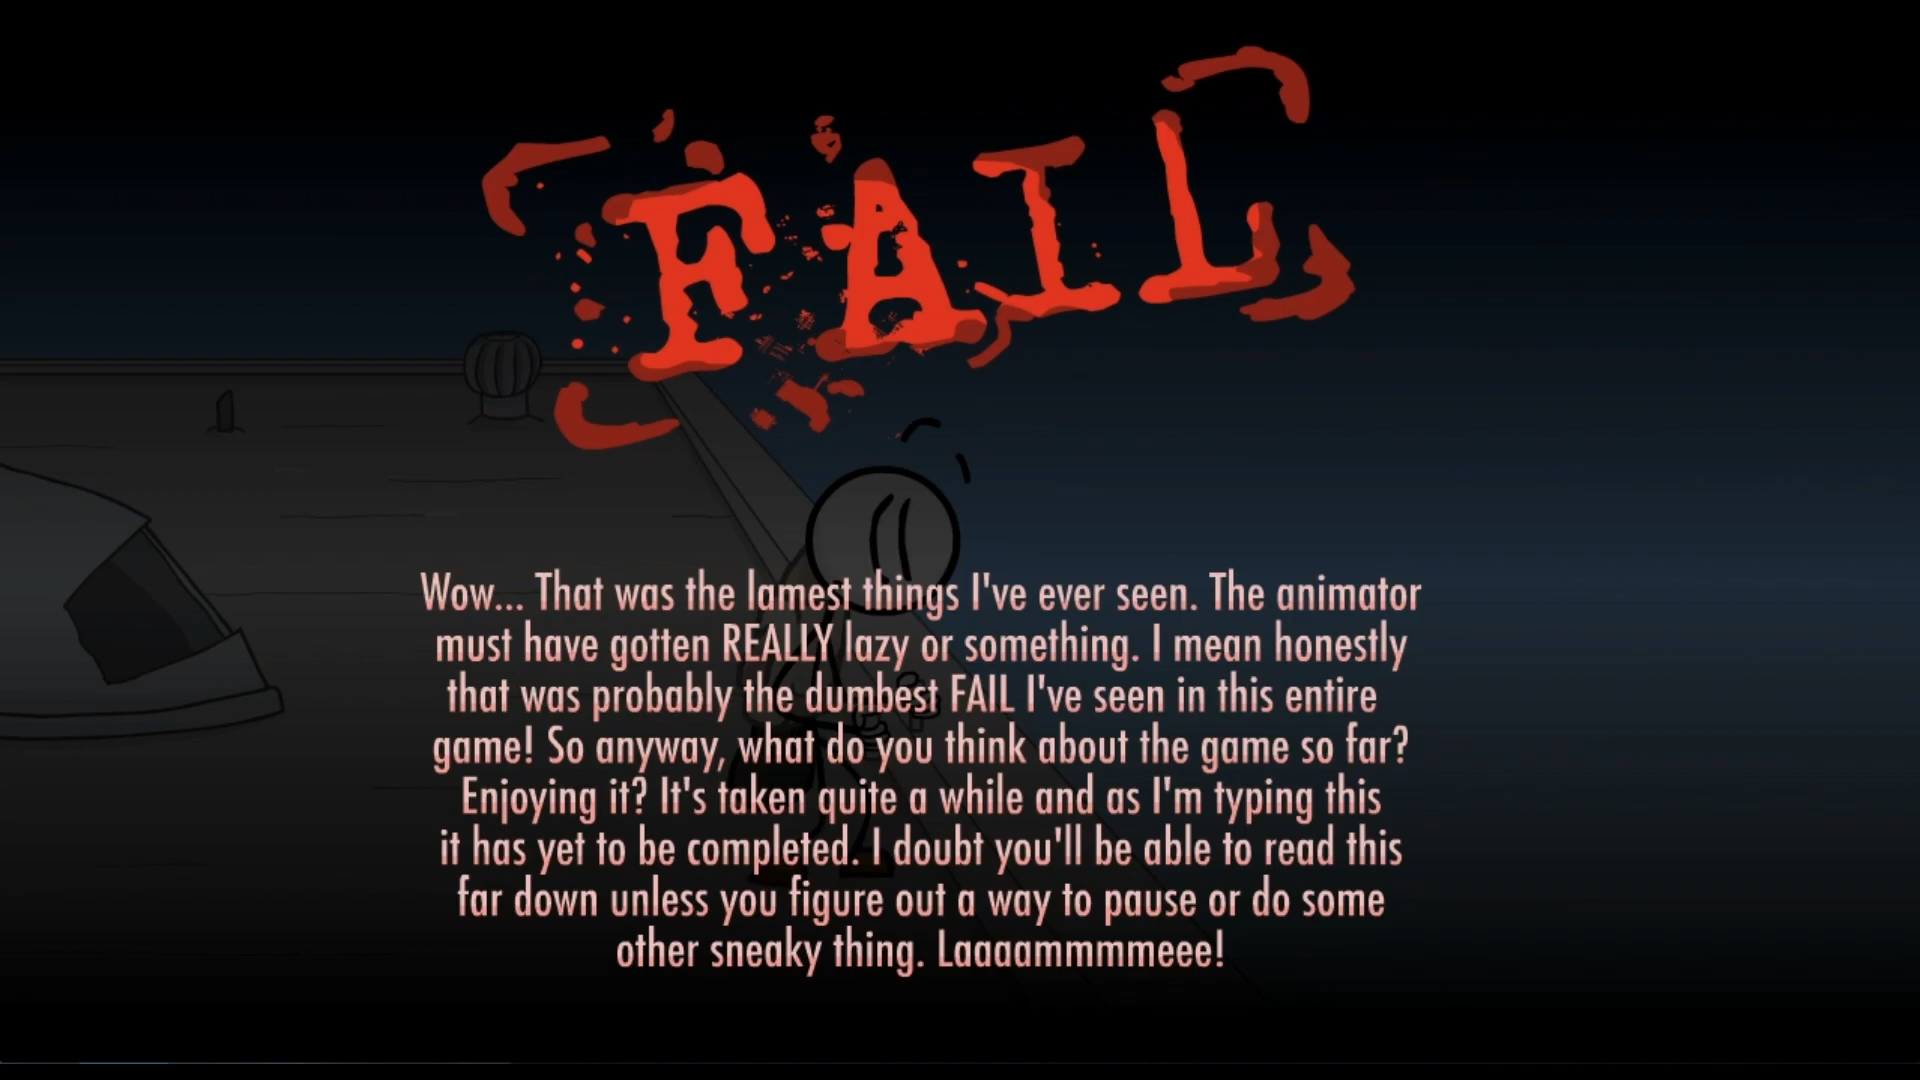 FAIL
Wow... That was the lamest things I've ever seen. The animator
must have gotten REALLY lazy or something. I mean honestly
that was probably the dumbest FAIL I've seen in this entire
game! So anyway, what do you think about the game so far?
Enjoying it? It's taken quite a while and as I'm typing this
it has yet to be completed. I doubt you'll be able to read this
far down unless you figure out a way to pause or do some
other sneaky thing. Laaaammmmeee!